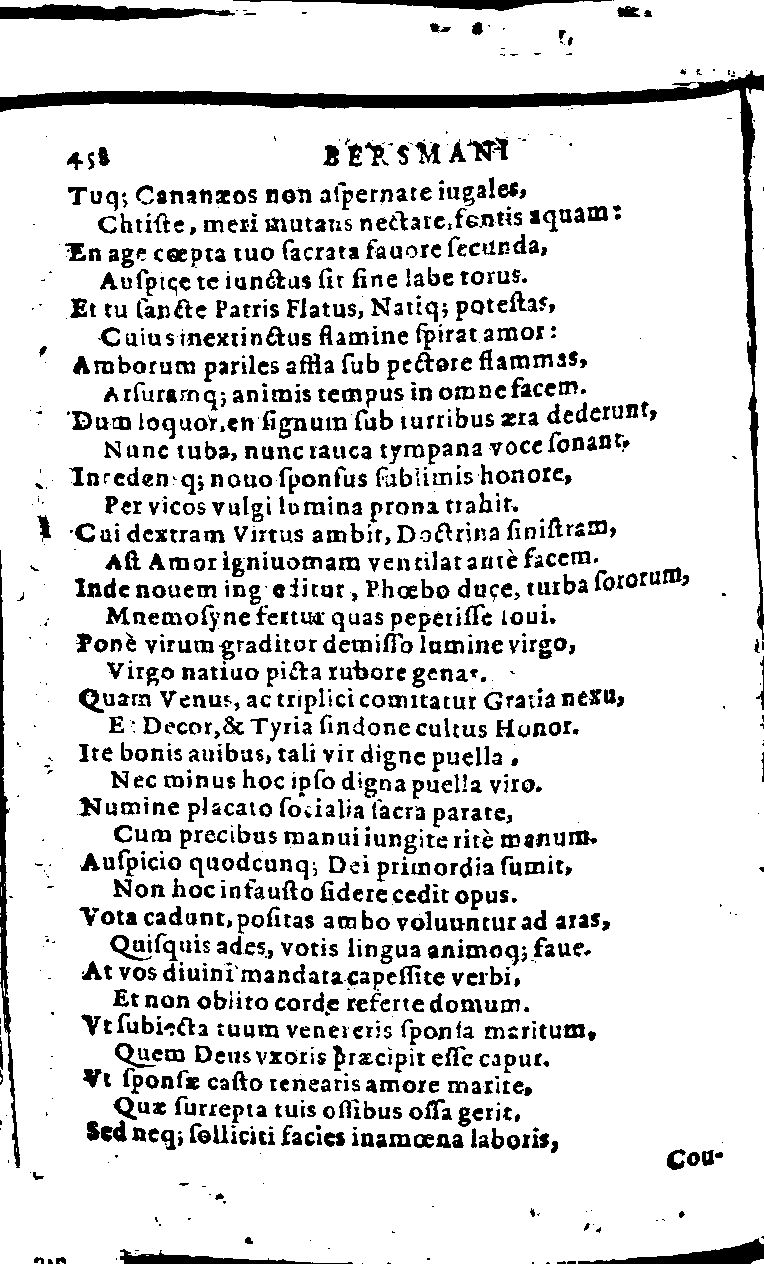 458 BERSMANI
Tuq; Cananæos non aſpernate iugales,
Chtiſte, meri mutans nectare, fontis aquam:
En age cœpta tuo ſacrata fauore ſecunda,
Auſpice te iunctus ſit ſine labe torus.
Et tu ſancte Patris Flatus, Natiq; poteſtas,
Cuius inextinctus flamine ſpirat amor:
Amborum pariles affla ſub pectore flammas,
Arſuramq; animis tempus in omne facem.
Dum loquor, en ſignum ſub turribus æra dederunt,
Nunc tuba, nunc rauca tympana voce ſonant,
Incedenſq; nouo ſponſus ſublimis honore,
Per vicos vulgi lumina prona trahit.
Cui dextram Virtus ambit, Doctrina ſiniſtram,
Aſt Amor igniuomam ventilat antè facem.
Inde nouem ingreditur, Phœbo duce, turba ſororum,
Mnemoſyne fertur quas peperiſſe Ioui.
Ponè virum graditur demiſſo lumine virgo,
Virgo natiuo picta rubore genas.
Quam Venus, ac triplici comitatur Gratia nexu,
Et Decor, & Tyria ſindone cultus Honor.
Ite bonis auibus, tali vir digne puella,
Nec minus hoc ipſo digna puella viro.
Numine placato ſocialia ſacra parate,
Cum precibus manui iungite ritè manum.
Auſpicio quodcunq; Dei primordia ſumit,
Non hoc infauſto ſidere cedit opus.
Vota cadunt, poſitas ambo voluuntur ad aras,
Quiſquis ades, votis lingua animoq; faue.
At vos diuini mandata capeſſite verbi,
Et non oblito corde referte domum.
Vt ſubiecta tuum venereris ſponſa maritum,
Quem Deus vxoris præcipit eſſe caput.
Vt ſponſæ caſto tenearis amore marite,
Quæ ſurrepta tuis oſſibus oſſa gerit,
Sed neq; ſolliciti facies inamœna laboris,
Cou-